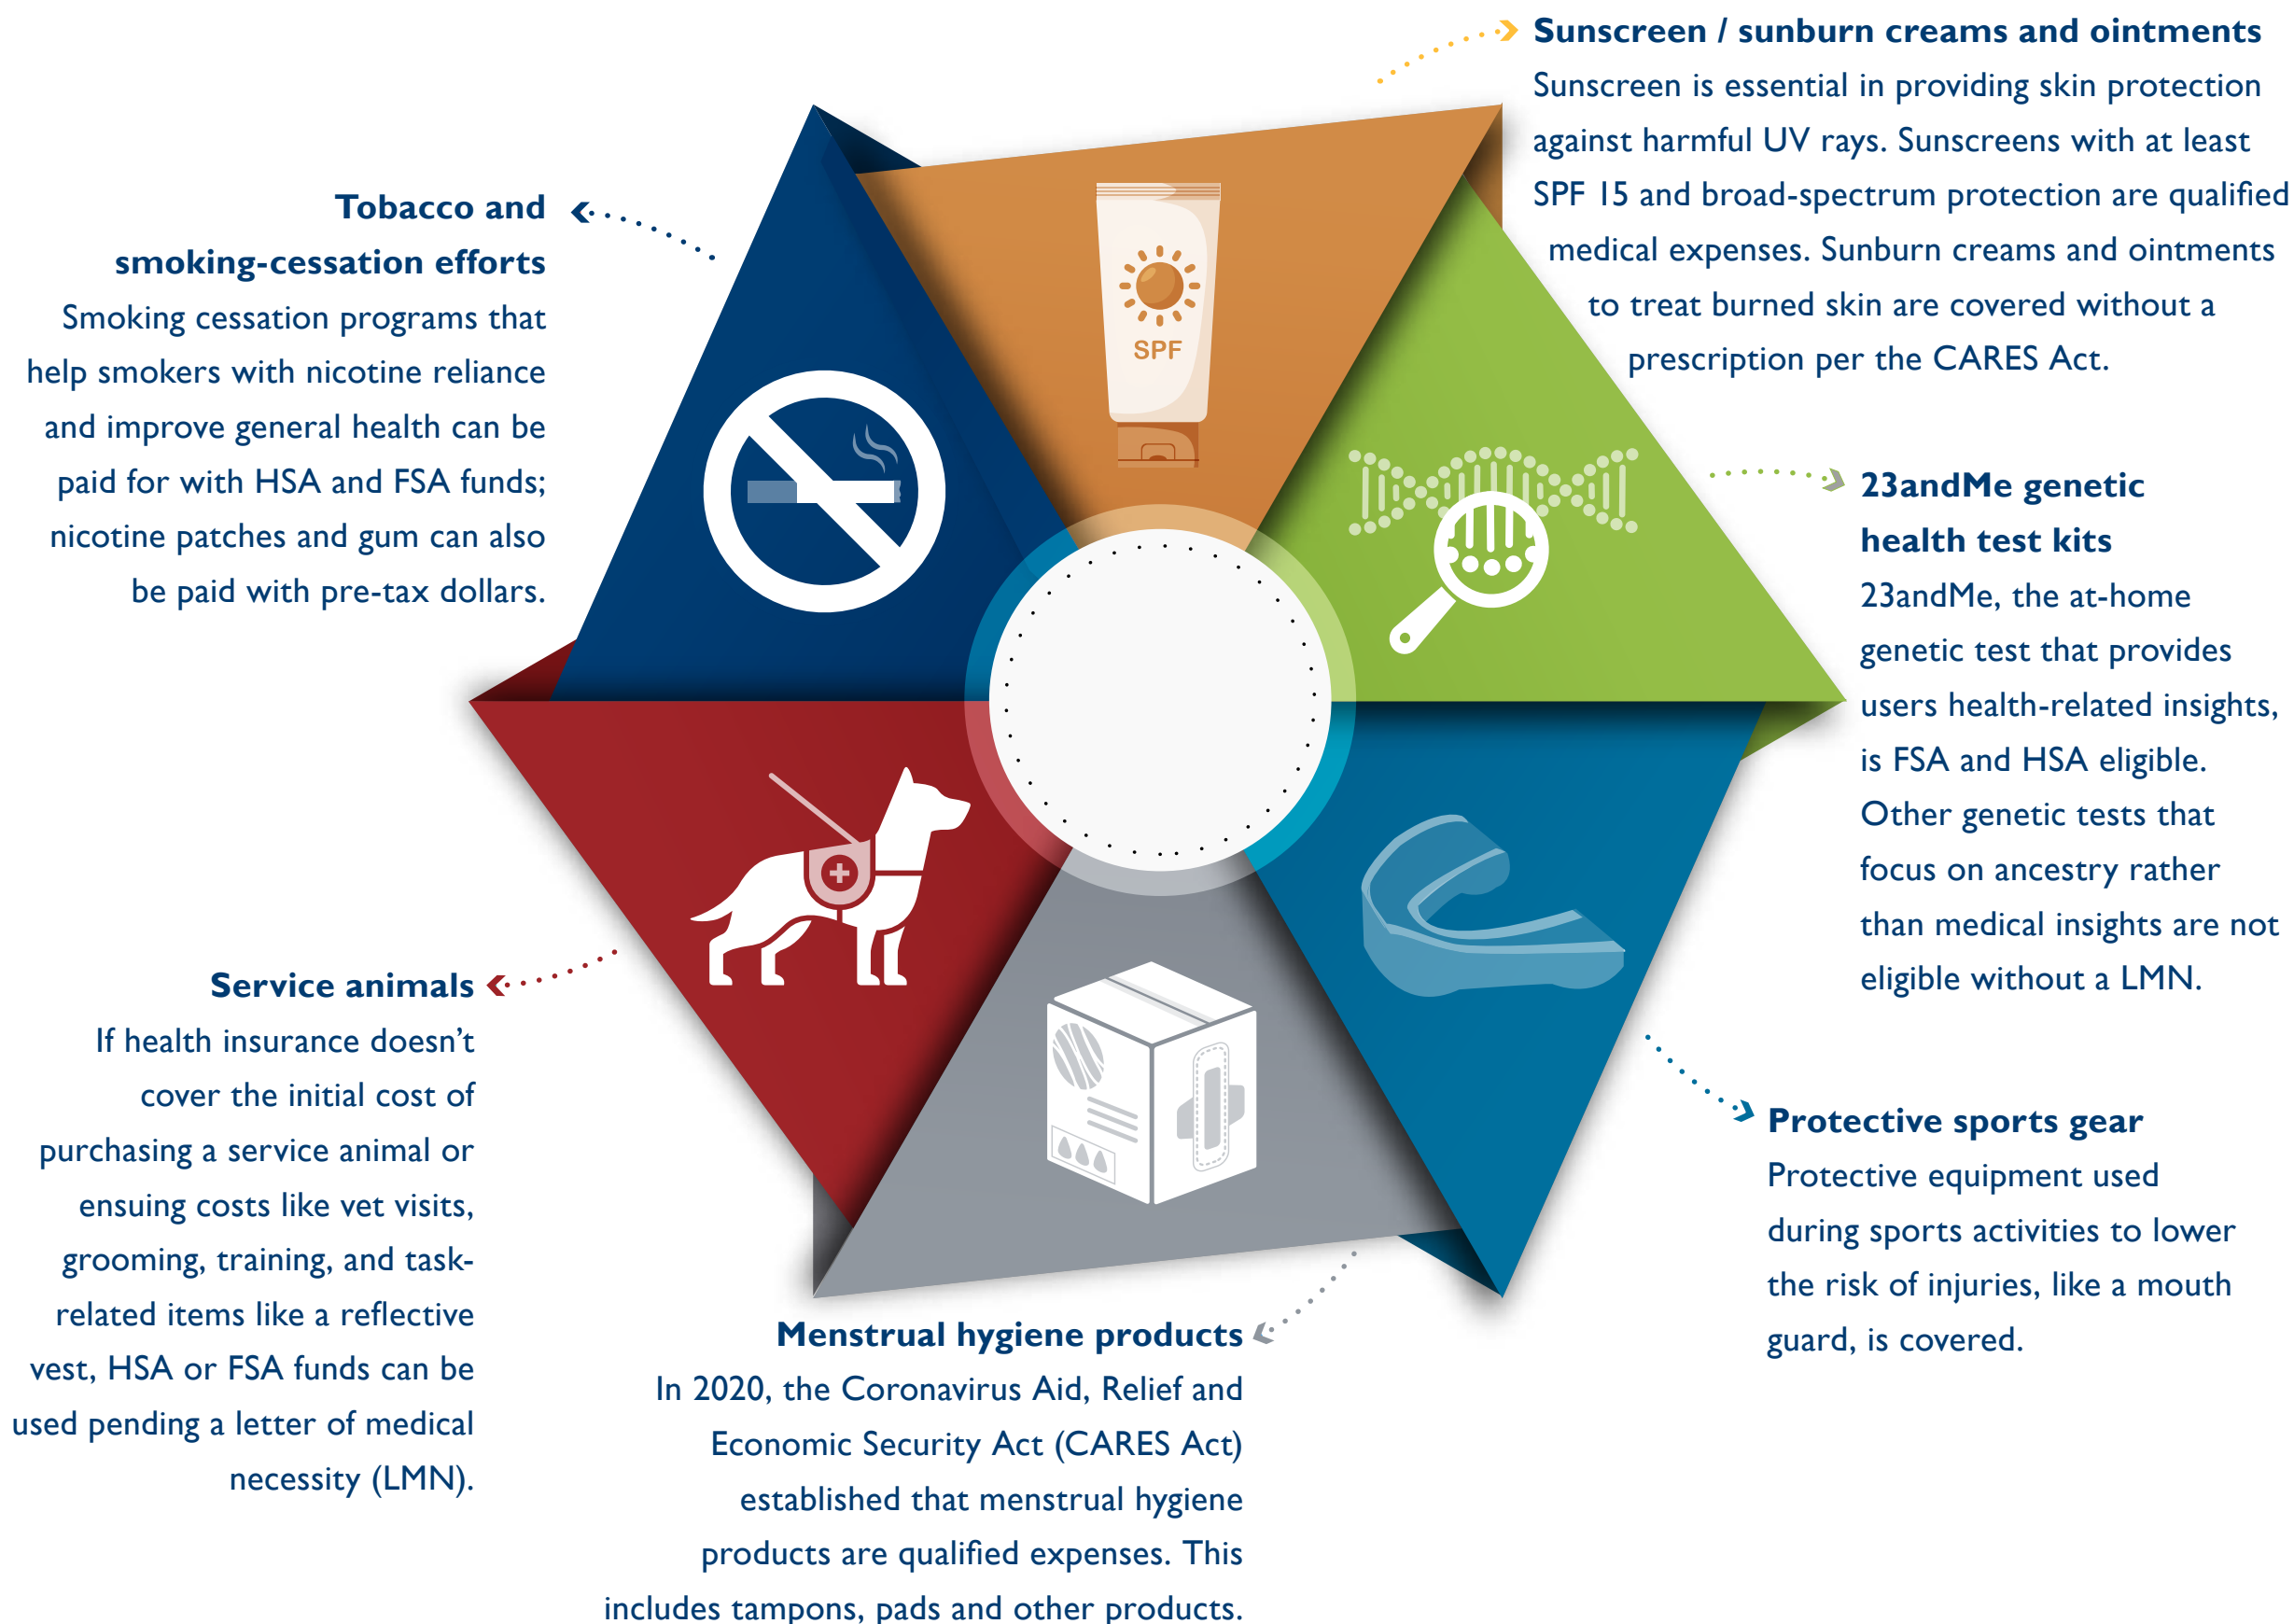 Sunscreen / sunburn creams and ointments
Sunscreen is essential in providing skin protection
against harmful UV rays. Sunscreens with at least
SPF 15 and broad-spectrum protection are qualified
medical expenses. Sunburn creams and ointments
to treat burned skin are covered without a
prescription per the CARES Act.
Tobacco and
smoking-cessation efforts
Smoking cessation programs that
help smokers with nicotine reliance
and improve general health can be
paid for with HSA and FSA funds;
nicotine patches and gum can also
be paid with pre-tax dollars.
SPF
23andMe genetic
health test kits
23andMe, the at-home
genetic test that provides
users health-related insights,
is FSA and HSA eligible.
Other genetic tests that
focus on ancestry rather
than medical insights are not
eligible without a LMN.
Service animals
If health insurance doesn’t
cover the initial cost of
purchasing a service animal or
ensuing costs like vet visits,
grooming, training, and task-
related items like a reflective
vest, HSA or FSA funds can be
used pending a letter of medical
necessity (LMN).
Protective sports gear
Protective equipment used
during sports activities to lower
the risk of injuries, like a mouth
guard, is covered.
Menstrual hygiene products
In 2020, the Coronavirus Aid, Relief and
Economic Security Act (CARES Act)
established that menstrual hygiene
products are qualified expenses. This
includes tampons, pads and other products.